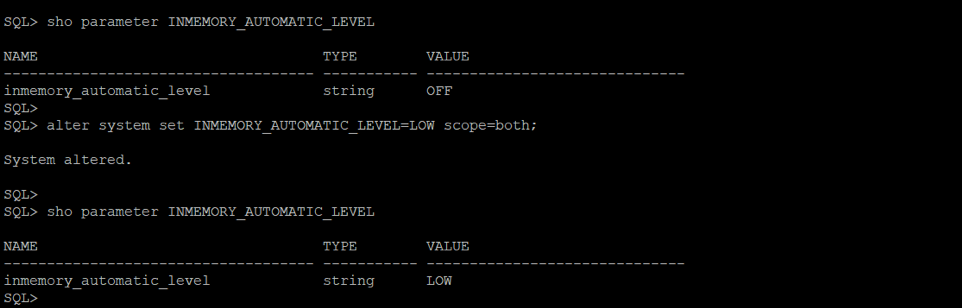 SQL> sho parameter INMEMORY_AUTOMATIC_LEVEL
NAME                                 TYPE        VALUE
------------------------------------ ----------- ------------------------------
inmemory_automatic_level             string      OFF
SQL>
SQL> alter system set INMEMORY_AUTOMATIC_LEVEL=LOW scope=both;
System altered.
SQL>
SQL> sho parameter INMEMORY_AUTOMATIC_LEVEL
NAME                                 TYPE        VALUE
------------------------------------ ----------- ------------------------------
inmemory_automatic_level             string      LOW
SQL>